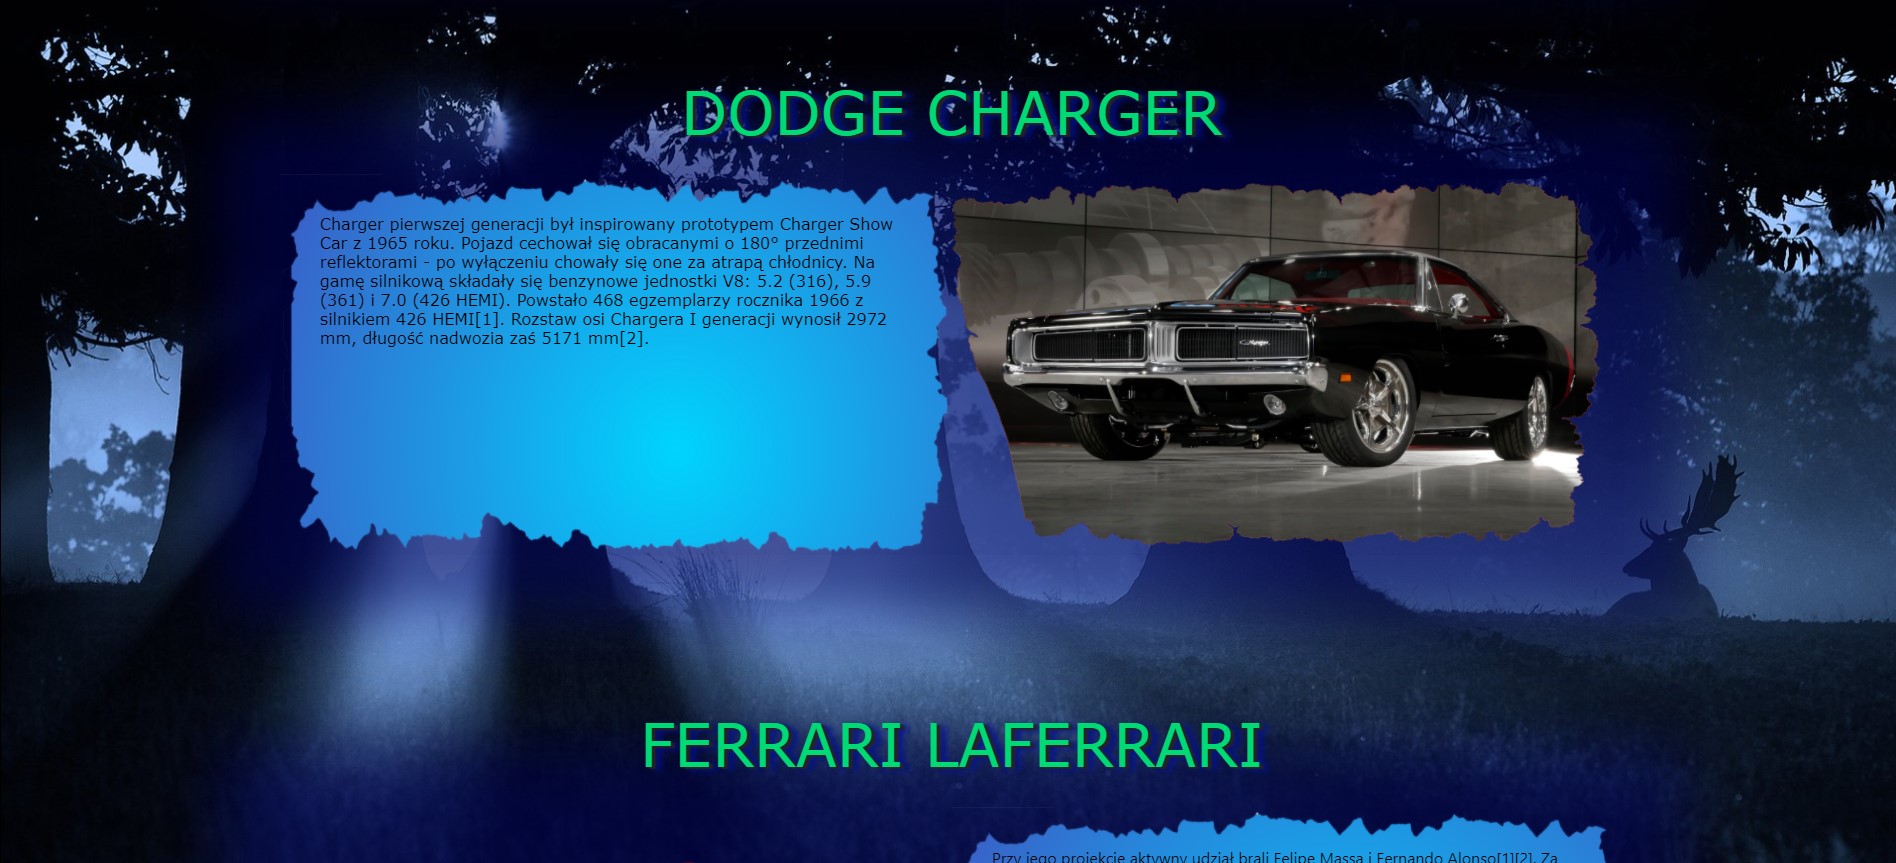 DODGE CHARGER
Charger pierwszej generacji był inspirowany prototypem Charger Show
Car z 1965 roku. Pojazd cechował się obracanymi o 180° przednimi
reflektorami - po wyłączeniu chowały się one za atrapą chłodnicy. Na
gamę silnikową składały się benzynowe jednostki V8: 5.2 (316), 5.9
(361) i 7.0 (426 HEMI). Powstało 468 egzemplarzy rocznika 1966 z
silnikiem 426 HEMI[1]. Rozstaw osi Chargera I generacji wynosił 2972
mm, długość nadwozia zaś 5171 mm[2].
Charger
FERRARI LAFERRARI
Przy jego projekcie aktywny udział brali Felipe Massa i Fernando Alonso[1][2]. Za